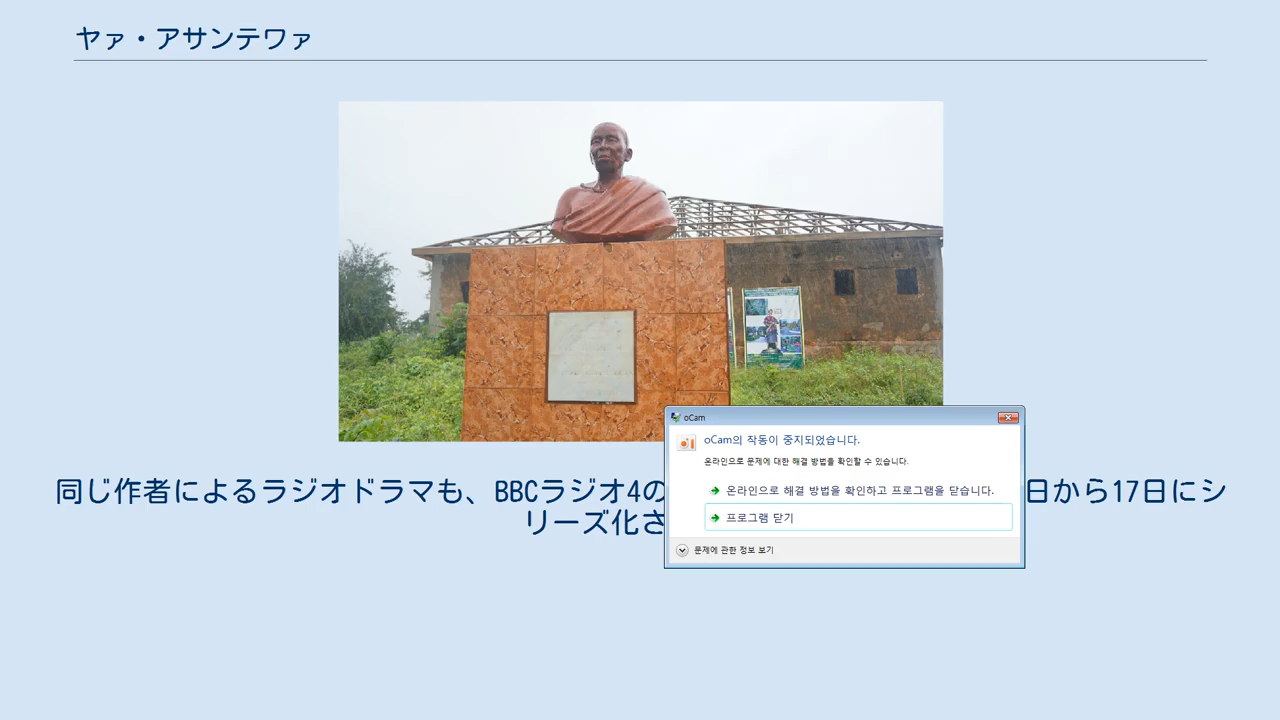 ヤァ・アサンテワァ
同じ作者によるラジオドラマも、BBCラジオ4の
日から17日にシ
リーズ化さ
oCam
oCam의 작동이 중지되었습니다.
온라인으로 문제에 대한 해결 방법을 확인할 수 있습니다.
온라인으로 해결 방법을 확인하고 프로그램을 닫습니다.
프로그램 닫기
문제에 관한 정보 보기